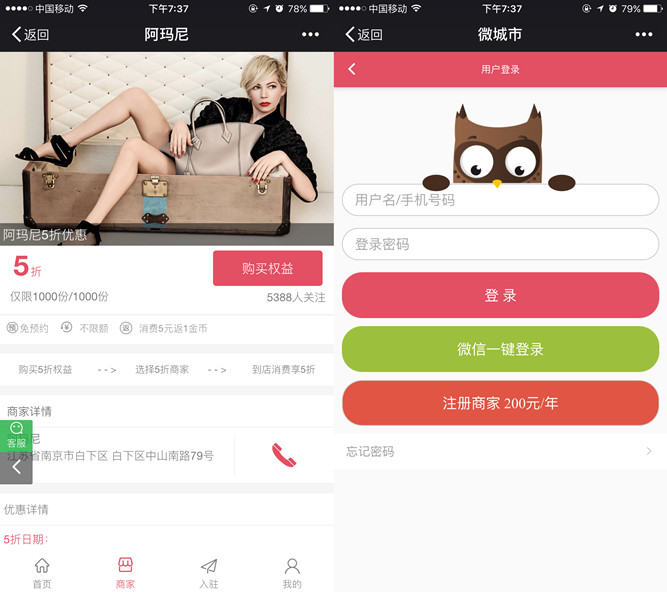 中国移动 下午7:37 78%
返回 阿玛尼
阿玛尼5折优惠
5折
购买权益
仅限1000份/1000份
5388人关注
预 免预约 不限额 返 消费5元返1金币
购买5折权益 --> 选择5折商家 --> 到店消费享5折
商家详情
客服
尼
江苏省南京市白下区 白下区中山南路79号
优惠详情
5折日期:
首页 商家 入驻 我的
中国移动 下午7:37 79%
返回 微城市
用户登录
用户名/手机号码
登录密码
登 录
微信一键登录
注册商家 200元/年
忘记密码